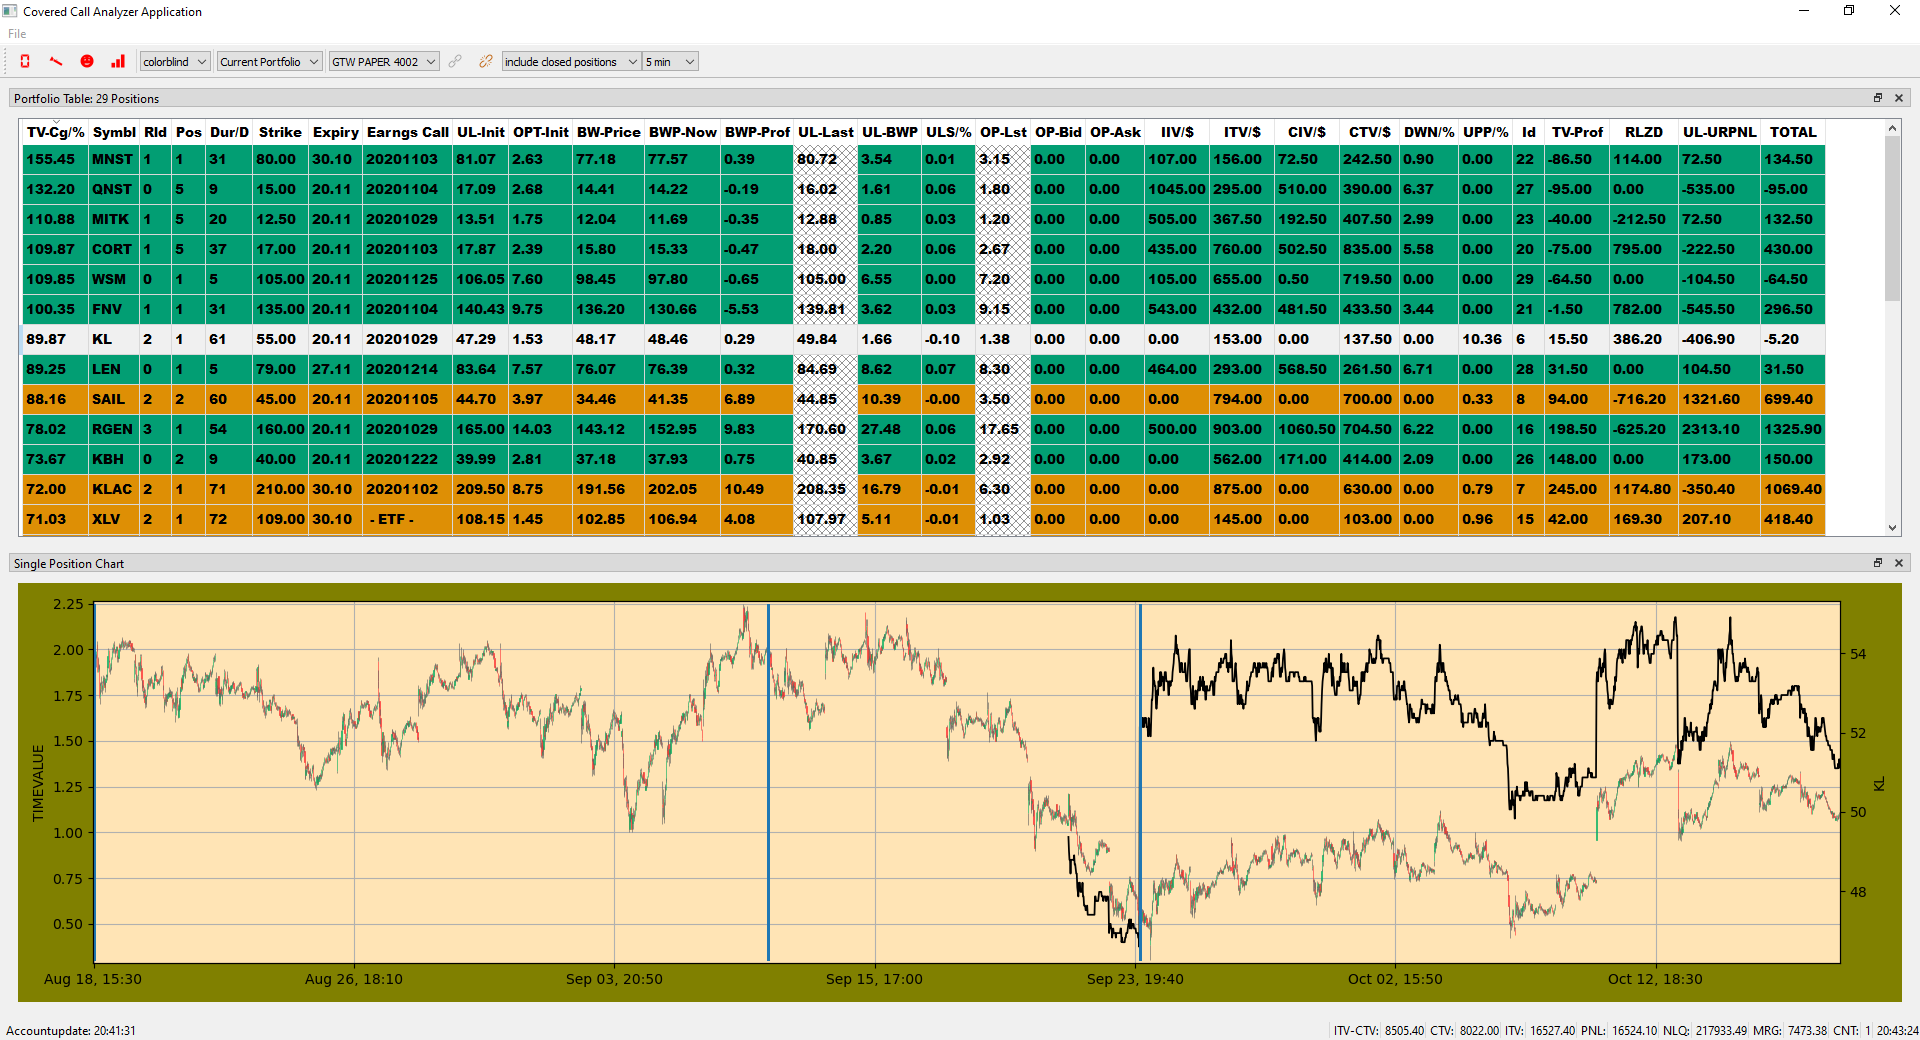 Covered Call Analyzer Application
File
colorblind Current Portfolio GTW PAPER 4002 include closed positions 5 min
Portfolio Table: 29 Positions
TV-Cg/% Symbl Rld Pos Dur/D Strike Expiry Earngs Call UL-Init OPT-Init BW-Price BWP-Now BWP-Prof UL-Last UL-BWP ULS/% OP-Lst OP-Bid OP-Ask IIV/$ ITV/$ CIV/$ CTV/$ DWN/% UPP/% Id TV-Prof RLZD UL-URPNL TOTAL
155.45 MNST 1 1 31 80.00 30.10 20201103 81.07 2.63 77.18 77.57 0.39 80.72 3.54 0.01 3.15 0.00 0.00 107.00 156.00 72.50 242.50 0.90 0.00 22 -86.50 114.00 72.50 134.50
132.20 QNST 0 5 9 15.00 20.11 20201104 17.09 2.68 14.41 14.22 -0.19 16.02 1.61 0.06 1.80 0.00 0.00 1045.00 295.00 510.00 390.00 6.37 0.00 27 -95.00 0.00 -535.00 -95.00
110.88 MITK 1 5 20 12.50 20.11 20201029 13.51 1.75 12.04 11.69 -0.35 12.88 0.85 0.03 1.20 0.00 0.00 505.00 367.50 192.50 407.50 2.99 0.00 23 -40.00 -212.50 72.50 132.50
109.87 CORT 1 5 37 17.00 20.11 20201103 17.87 2.39 15.80 15.33 -0.47 18.00 2.20 0.06 2.67 0.00 0.00 435.00 760.00 502.50 835.00 5.58 0.00 20 -75.00 795.00 -222.50 430.00
109.85 WSM 0 1 5 105.00 20.11 20201125 106.05 7.60 98.45 97.80 -0.65 105.00 6.55 0.00 7.20 0.00 0.00 105.00 655.00 0.50 719.50 0.00 0.00 29 -64.50 0.00 -104.50 -64.50
100.35 FNV 1 1 31 135.00 20.11 20201104 140.43 9.75 136.20 130.66 -5.53 139.81 3.62 0.03 9.15 0.00 0.00 543.00 432.00 481.50 433.50 3.44 0.00 21 -1.50 782.00 -545.50 296.50
89.87 KL 2 1 61 55.00 20.11 20201029 47.29 1.53 48.17 48.46 0.29 49.84 1.66 -0.10 1.38 0.00 0.00 0.00 153.00 0.00 137.50 0.00 10.36 6 15.50 386.20 -406.90 -5.20
89.25 LEN 0 1 5 79.00 27.11 20201214 83.64 7.57 76.07 76.39 0.32 84.69 8.62 0.07 8.30 0.00 0.00 464.00 293.00 568.50 261.50 6.71 0.00 28 31.50 0.00 104.50 31.50
88.16 SAIL 2 2 60 45.00 20.11 20201105 44.70 3.97 34.46 41.35 6.89 44.85 10.39 -0.00 3.50 0.00 0.00 0.00 794.00 0.00 700.00 0.00 0.33 8 94.00 -716.20 1321.60 699.40
78.02 RGEN 3 1 54 160.00 20.11 20201029 165.00 14.03 143.12 152.95 9.83 170.60 27.48 0.06 17.65 0.00 0.00 500.00 903.00 1060.50 704.50 6.22 0.00 16 198.50 -625.20 2313.10 1325.90
73.67 KBH 0 2 9 40.00 20.11 20201222 39.99 2.81 37.18 37.93 0.75 40.85 3.67 0.02 2.92 0.00 0.00 0.00 562.00 171.00 414.00 2.09 0.00 26 148.00 0.00 173.00 150.00
72.00 KLAC 2 1 71 210.00 30.10 20201102 209.50 8.75 191.56 202.05 10.49 208.35 16.79 -0.01 6.30 0.00 0.00 0.00 875.00 0.00 630.00 0.00 0.79 7 245.00 1174.80 -350.40 1069.40
71.03 XLV 2 1 72 109.00 30.10 - ETF - 108.15 1.45 102.85 106.94 4.08 107.97 5.11 -0.01 1.03 0.00 0.00 0.00 145.00 0.00 103.00 0.00 0.96 15 42.00 169.30 207.10 418.40
Single Position Chart
2.25
2.00
1.75
1.50
1.25
1.00
0.75
0.50
TIMEVALUE
54
52
50
48
KL
Aug 18, 15:30 Aug 26, 18:10 Sep 03, 20:50 Sep 15, 17:00 Sep 23, 19:40 Oct 02, 15:50 Oct 12, 18:30
Accountupdate: 20:41:31 ITV-CTV: 8505.40 CTV: 8022.00 ITV: 16527.40 PNL: 16524.10 NLQ: 217933.49 MRG: 7473.38 CNT: 1 20:43:24